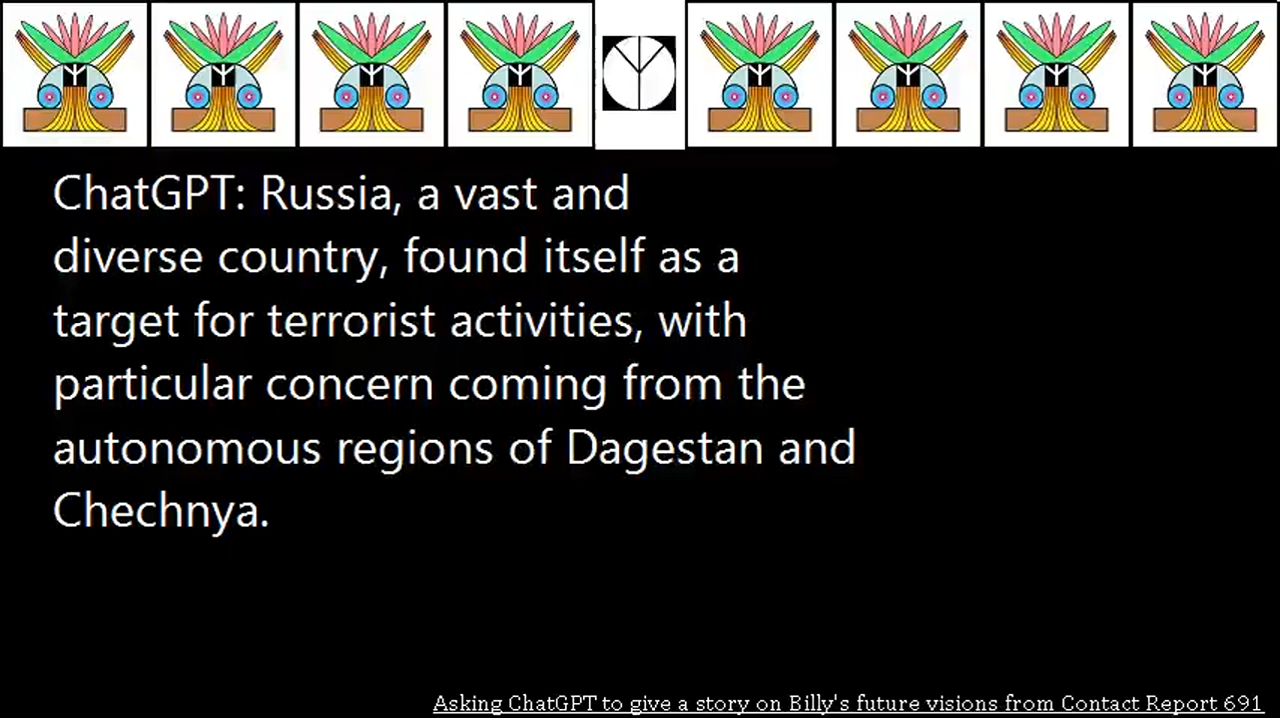 ChatGPT: Russia, a vast and
diverse country, found itself as a
target for terrorist activities, with
particular concern coming from the
autonomous regions of Dagestan and
Chechnya.
Asking ChatGPT to give a story on Billy's future visions from Contact Report 691